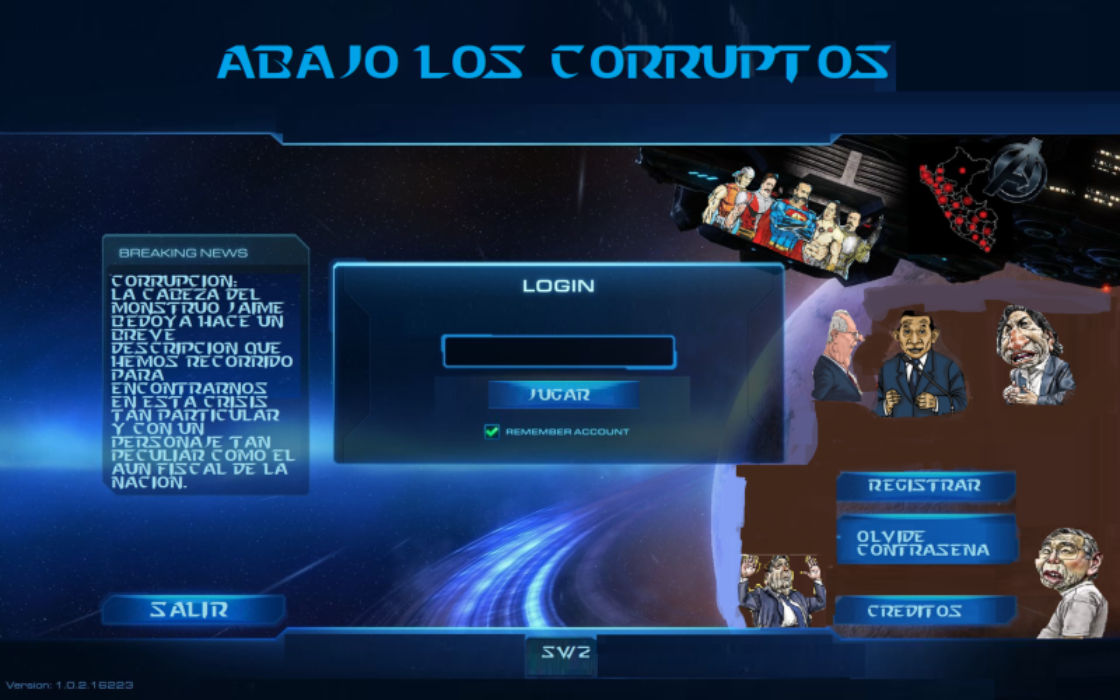 ABAJO LOS CORRUPTOS
BREAKING NEWS
CORRUPCION:
LA CABEZA DEL
MONSTRUO JAIME
BEDOYA HACE UN
BREVE
DESCRIPCION QUE
HEMOS RECORRIDO
PARA
ENCONTRARNOS
EN ESTA CRISIS
TAN PARTICULAR
Y CON UN
PERSONAJE TAN
PECULIAR COMO EL
AUN FISCAL DE LA
NACION.
LOGIN
JUGAR
REMEMBER ACCOUNT
REGISTRAR
OLVIDE
CONTRASENA
CREDITOS
SALIR
SW2
Version: 1.0.2.16223